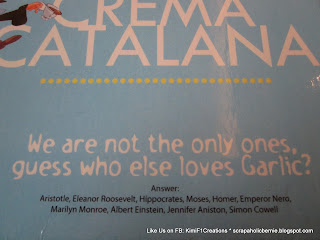 CREMA
CATALANA
We are not the only ones,
guess who else loves Garlic?
Answer:
Aristotle, Eleanor Roosevelt, Hippocrates, Moses, Homer, Emperor Nero,
Marilyn Monroe, Albert Einstein, Jennifer Aniston, Simon Cowell
Like Us on FB: KimiF1Creations * scrapaholicbernie.blogspot.com